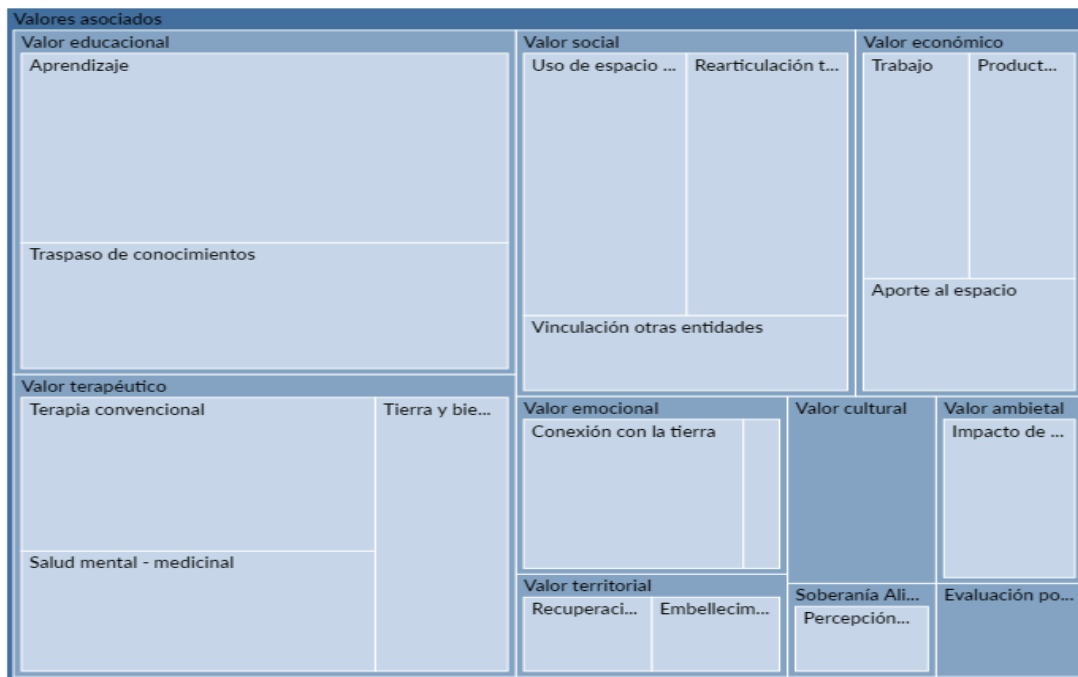 Valores asociados
Valor educacional
Aprendizaje
Traspaso de conocimientos
Valor terapéutico
Terapia convencional
Tierra y bie...
Salud mental - medicinal
Valor social
Uso de espacio ...
Rearticulación t...
Vinculación otras entidades
Valor económico
Trabajo
Product...
Aporte al espacio
Valor emocional
Conexión con la tierra
Valor territorial
Recuperaci...
Embellecim...
Valor cultural
Soberanía Ali...
Percepción...
Valor ambietal
Impacto de ...
Evaluación po...